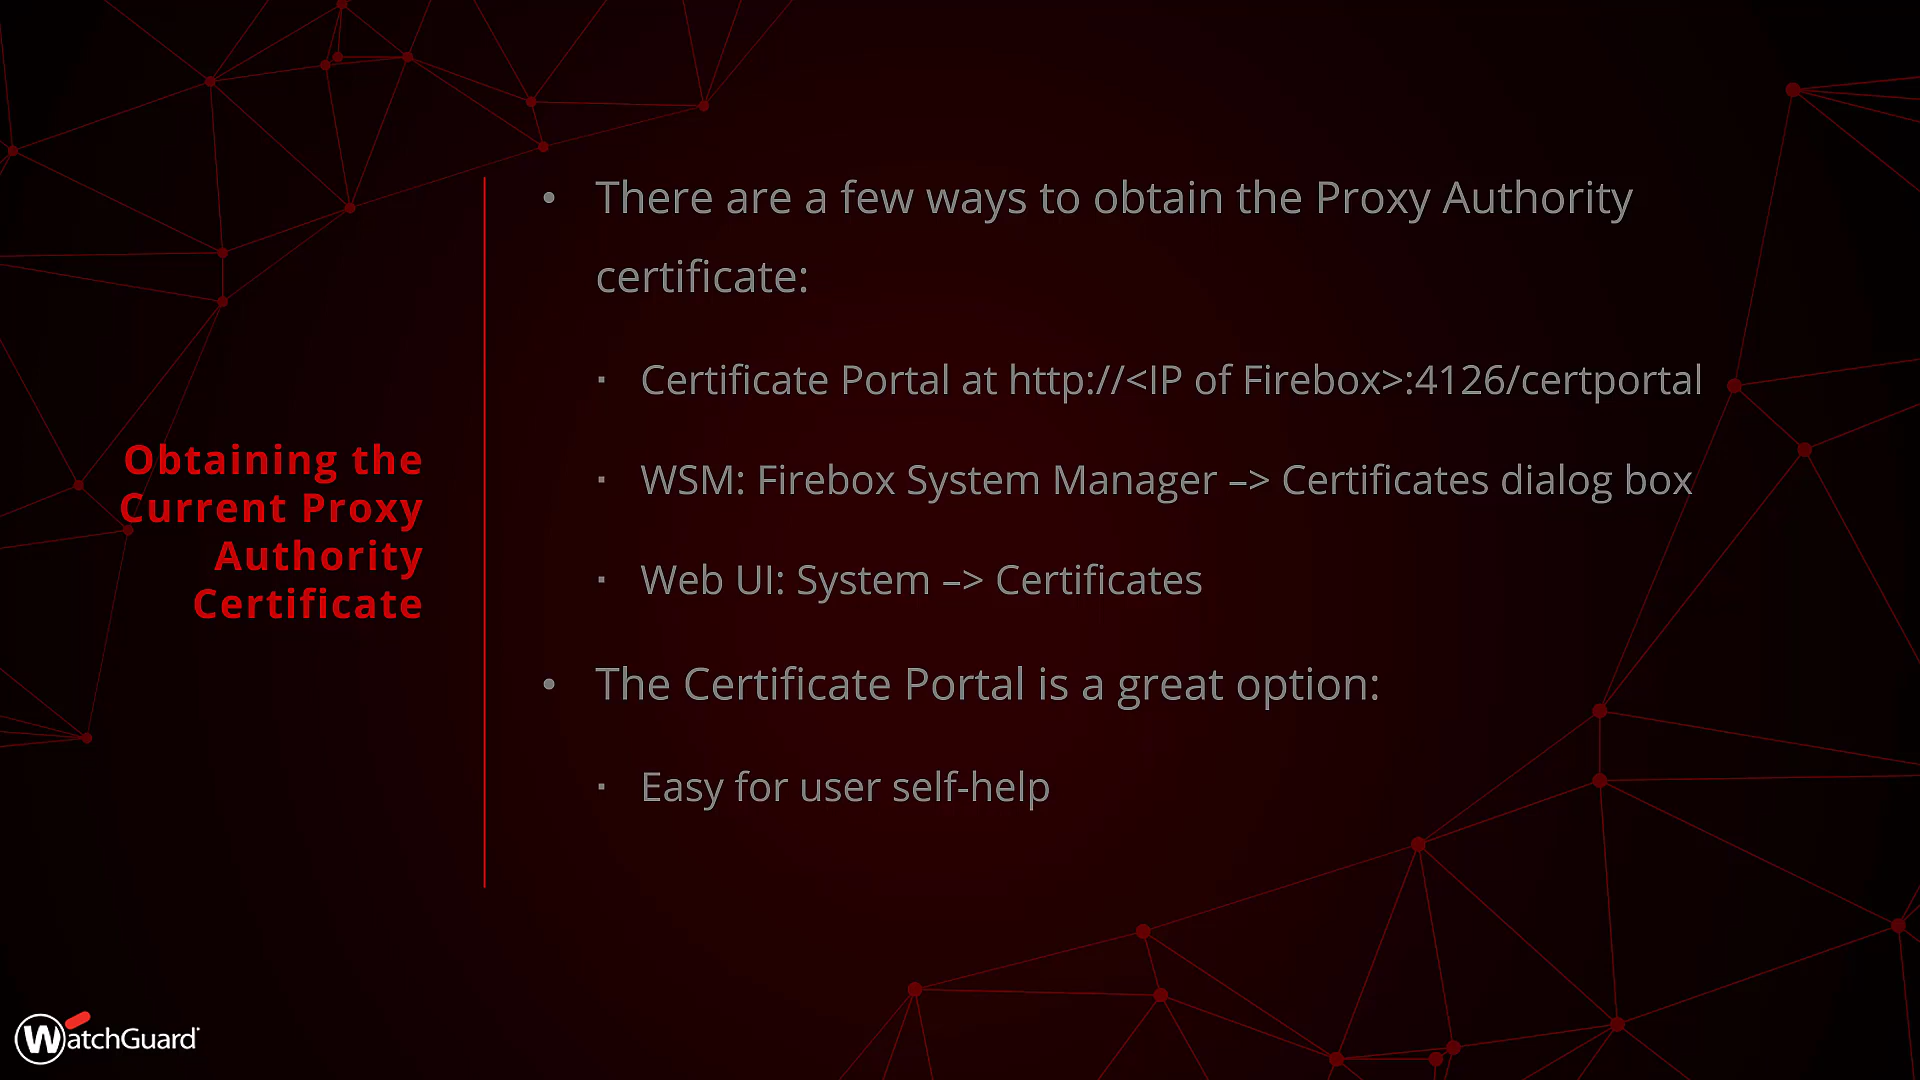 Obtaining the
Current Proxy
Authority
Certificate
• There are a few ways to obtain the Proxy Authority
certificate:
▪ Certificate Portal at http://<IP of Firebox>:4126/certportal
▪ WSM: Firebox System Manager –> Certificates dialog box
▪ Web UI: System –> Certificates
• The Certificate Portal is a great option:
▪ Easy for user self-help
WatchGuard